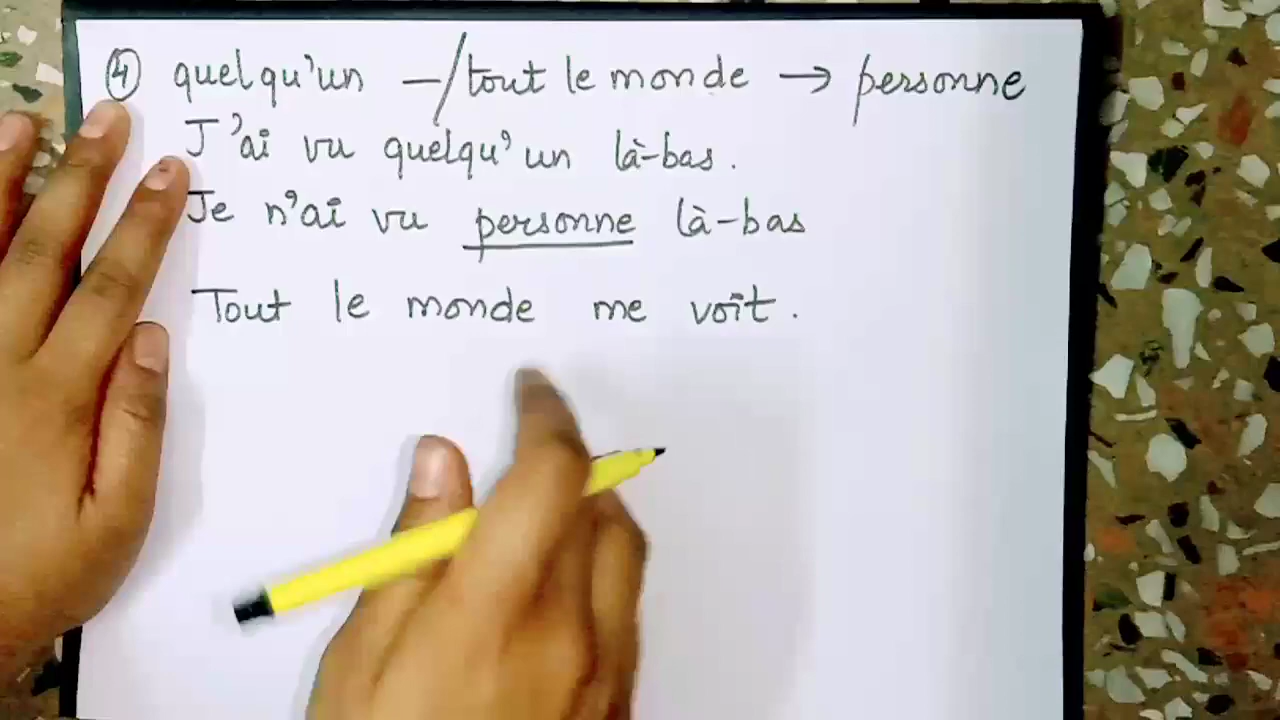 ④ quelqu'un —/tout le monde → personne
J'ai vu quelqu'un là-bas.
Je n'ai vu personne là-bas
Tout le monde me voit.